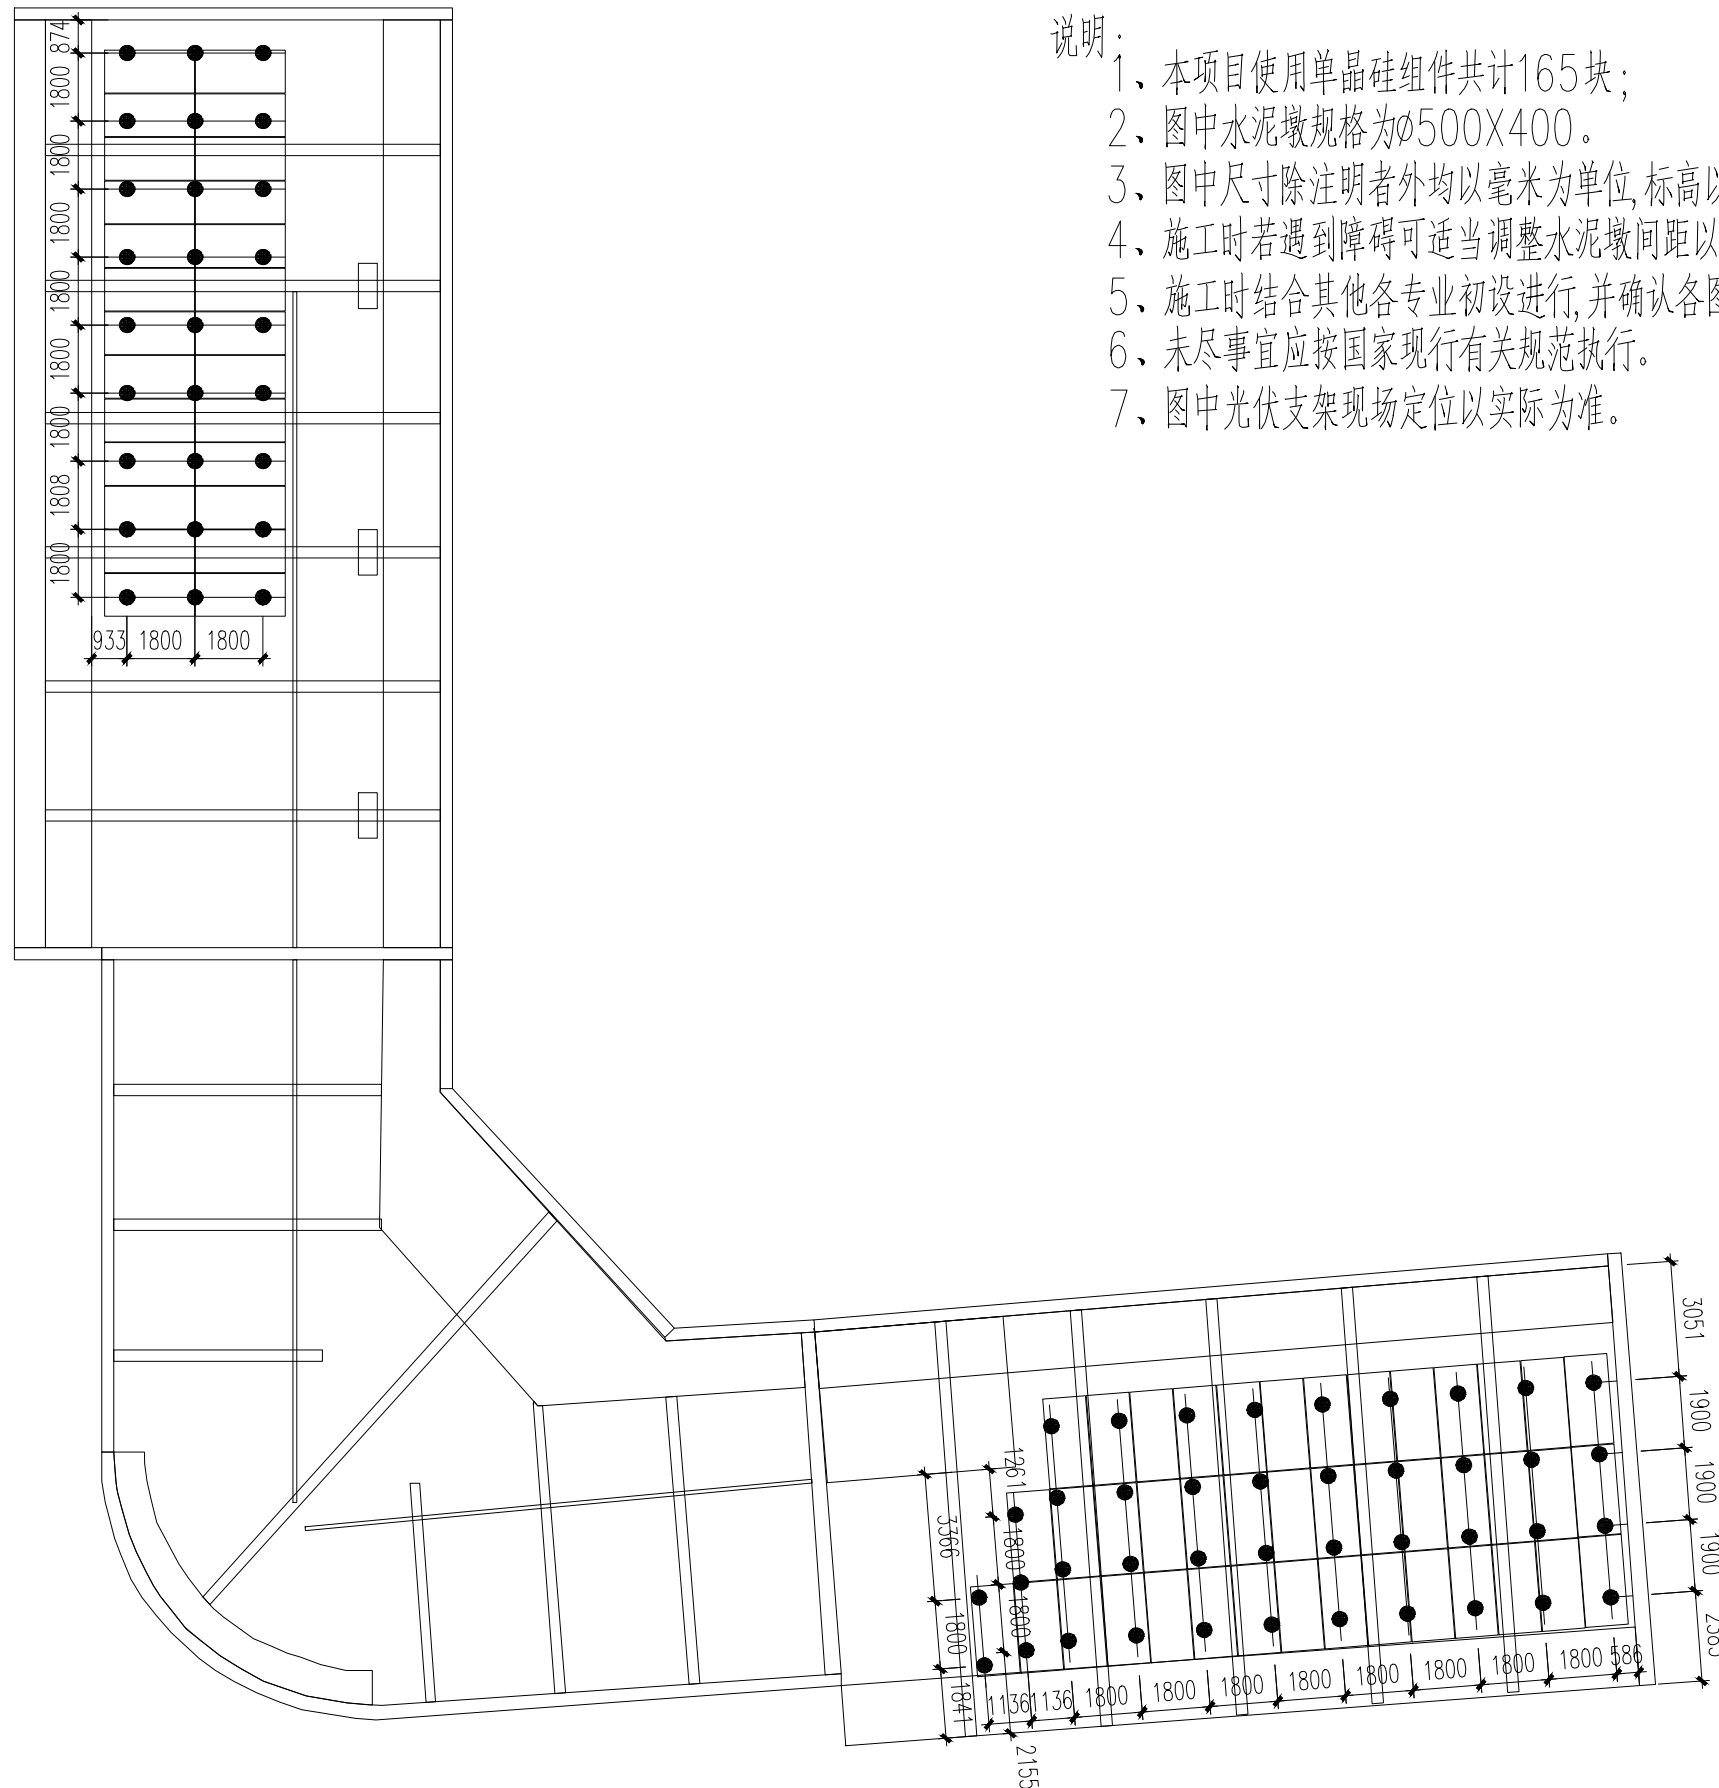 说明:
1、本项目使用单晶硅组件共计165块;
2、图中水泥墩规格为ø500X400。
3、图中尺寸除注明者外均以毫米为单位,标高以
4、施工时若遇到障碍可适当调整水泥墩间距以
5、施工时结合其他各专业初设进行,并确认各图
6、未尽事宜应按国家现行有关规范执行。
7、图中光伏支架现场定位以实际为准。
874
1800
1800
1800
1800
1800
1800
1808
1800
933 1800 1800
3051
1900
1900
1900
1261
1800
1800
2155
3366
1800
1841
1136 1136 1800 1800 1800 1800 1800 1800 1800 1800 586